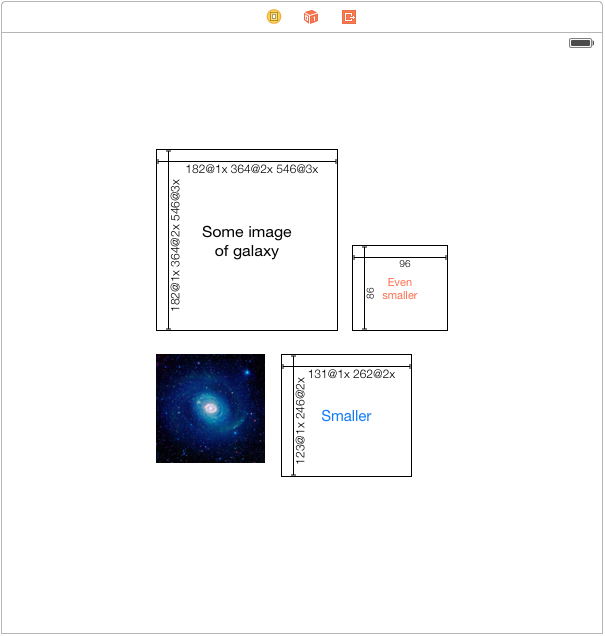 182@1x 364@2x 546@3x
182@1x 364@2x 546@3x
Some image
of galaxy
96
86
Even
smaller
131@1x 262@2x
123@1x 246@2x
Smaller